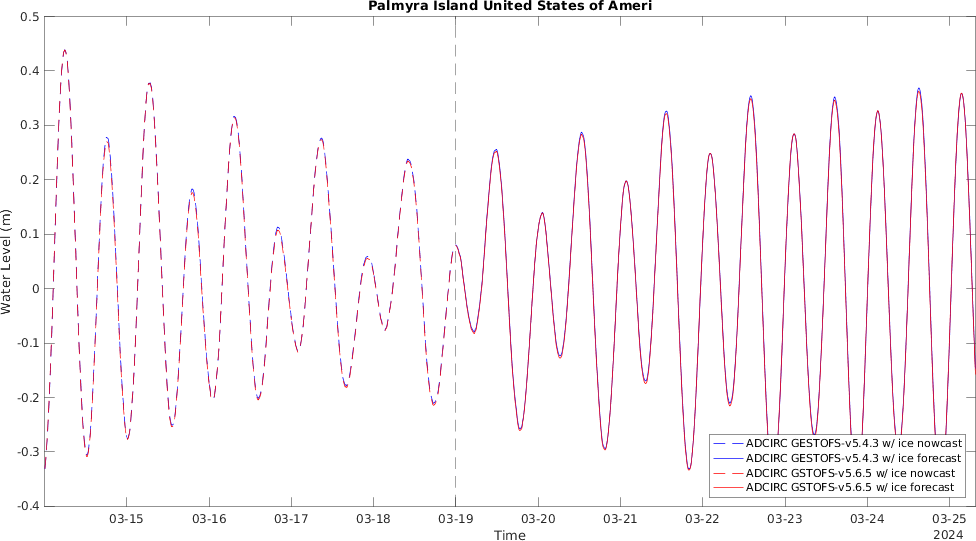 Palmyra Island United States of Ameri
0.5
0.4
0.3
0.2
0.1
0
-0.1
-0.2
-0.3
-0.4
Water Level (m)
ADCIRC GESTOFS-v5.4.3 w/ ice nowcast
ADCIRC GESTOFS-v5.4.3 w/ ice forecast
ADCIRC GSTOFS-v5.6.5 w/ ice nowcast
ADCIRC GSTOFS-v5.6.5 w/ ice forecast
03-15 03-16 03-17 03-18 03-19 03-20 03-21 03-22 03-23 03-24 03-25
2024
Time